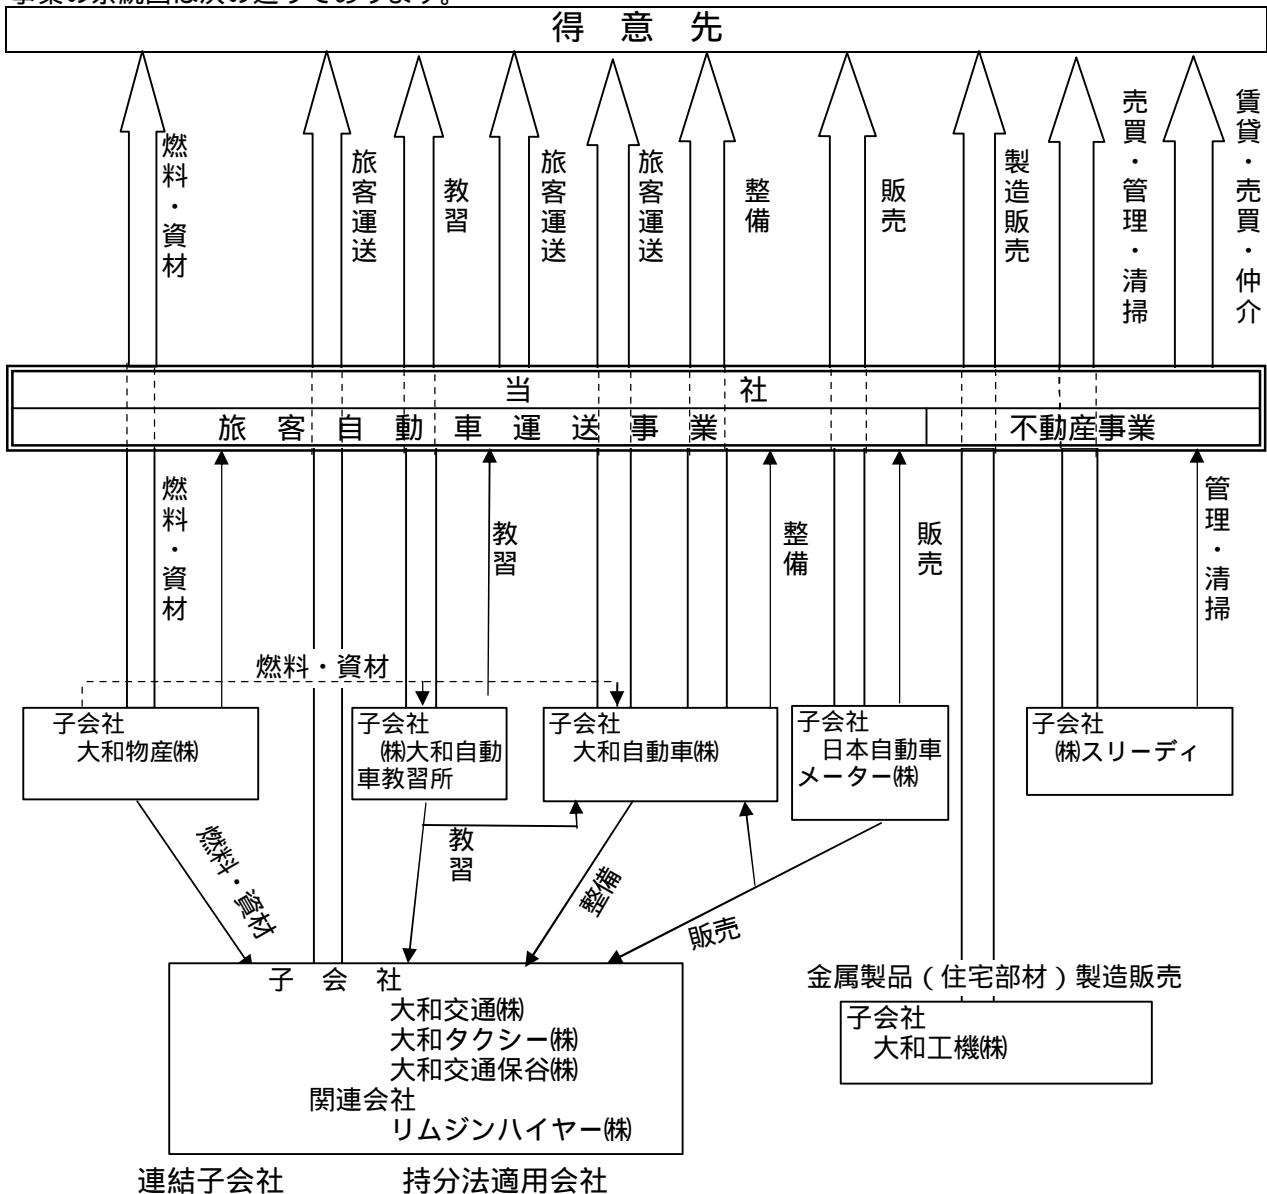 事業の系統図は次の通りであります。
得意先
燃料・資材
旅客運送
教習
旅客運送
旅客運送
整備
販売
製造販売
売買・管理・清掃
賃貸・売買・仲介
当社
旅客自動車運送事業
不動産事業
燃料・資材
教習
整備
販売
管理・清掃
燃料・資材
子会社
大和物産㈱
子会社
㈱大和自動
車教習所
子会社
大和自動車㈱
子会社
日本自動車
メーター㈱
子会社
㈱スリーディ
燃料・資材
教習
整備
販売
子会社
大和交通㈱
大和タクシー㈱
大和交通保谷㈱
関連会社
リムジンハイヤー㈱
金属製品（住宅部材）製造販売
子会社
大和工機㈱
連結子会社 持分法適用会社